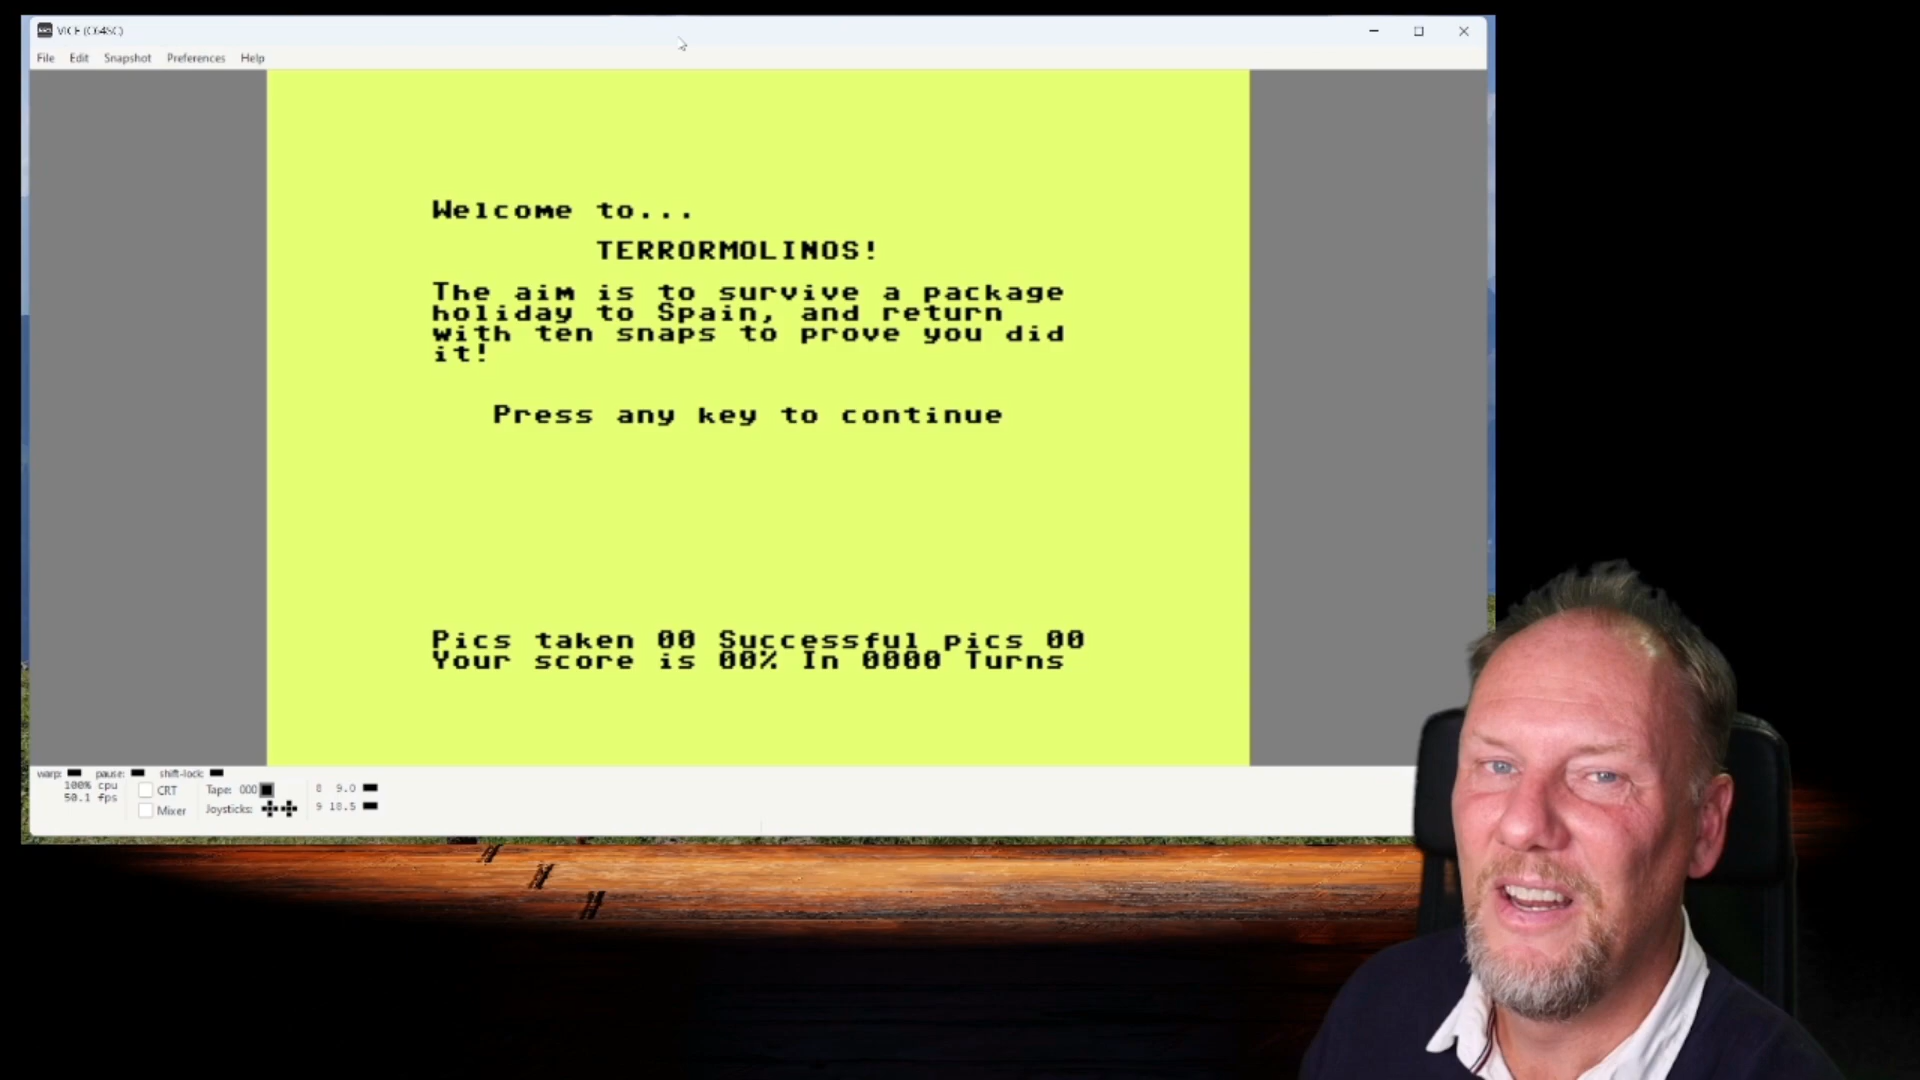 VICE (C64SC)
File Edit Snapshot Preferences Help
Welcome to...
TERRORMOLINOS!
The aim is to survive a package
holiday to Spain, and return
with ten snaps to prove you did
it!
Press any key to continue
Pics taken 00 Successful pics 00
Your score is 00% In 0000 Turns
warp: pause: shift-lock:
100% cpu CRT Tape: 000 8 9.0
50.1 fps Mixer Joysticks: 9 18.5